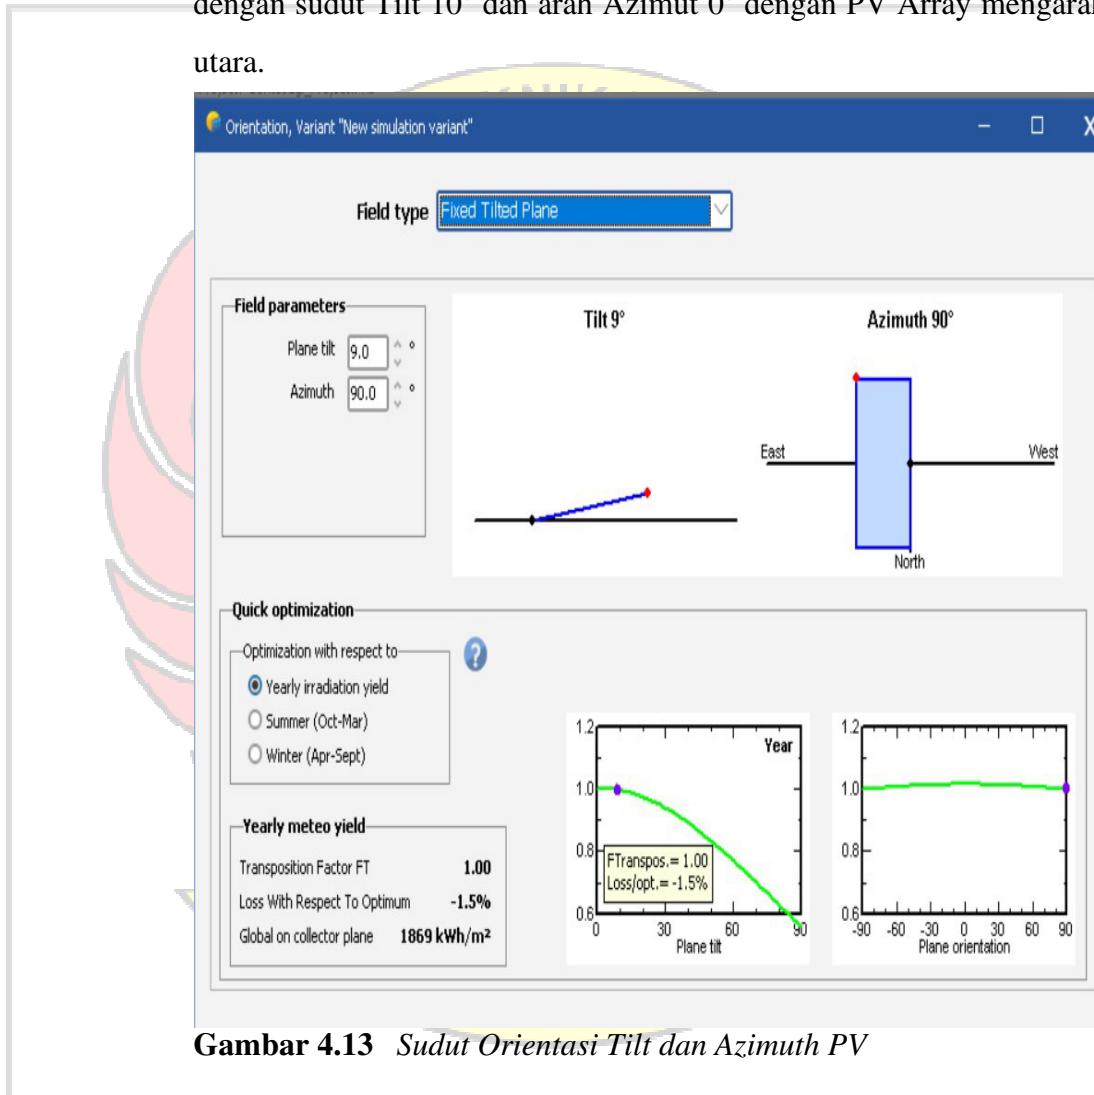 dengan sudut Tilt 10° dan arah Azimut 0° dengan PV Array
utara.
Orientation, Variant "New simulation variant"
Field type Fixed Tilted Plane
Field parameters
Plane tilt 9.0 °
Azimuth 90.0 °
Tilt 9°
Azimuth 90°
East
West
North
Quick optimization
Optimization with respect to
Yearly irradiation yield
Summer (Oct-Mar)
Winter (Apr-Sept)
?
Yearly meteo yield
Transposition Factor FT 1.00
Loss With Respect To Optimum -1.5%
Global on collector plane 1869 kWh/m²
Year
1.2
1.0
0.8
0.6
FTranspos.= 1.00
Loss/opt.= -1.5%
0 30 60 90
Plane tilt
1.2
1.0
0.8
0.6
-90 -60 -30 0 30 60 90
Plane orientation
Gambar 4.13 Sudut Orientasi Tilt dan Azimuth PV